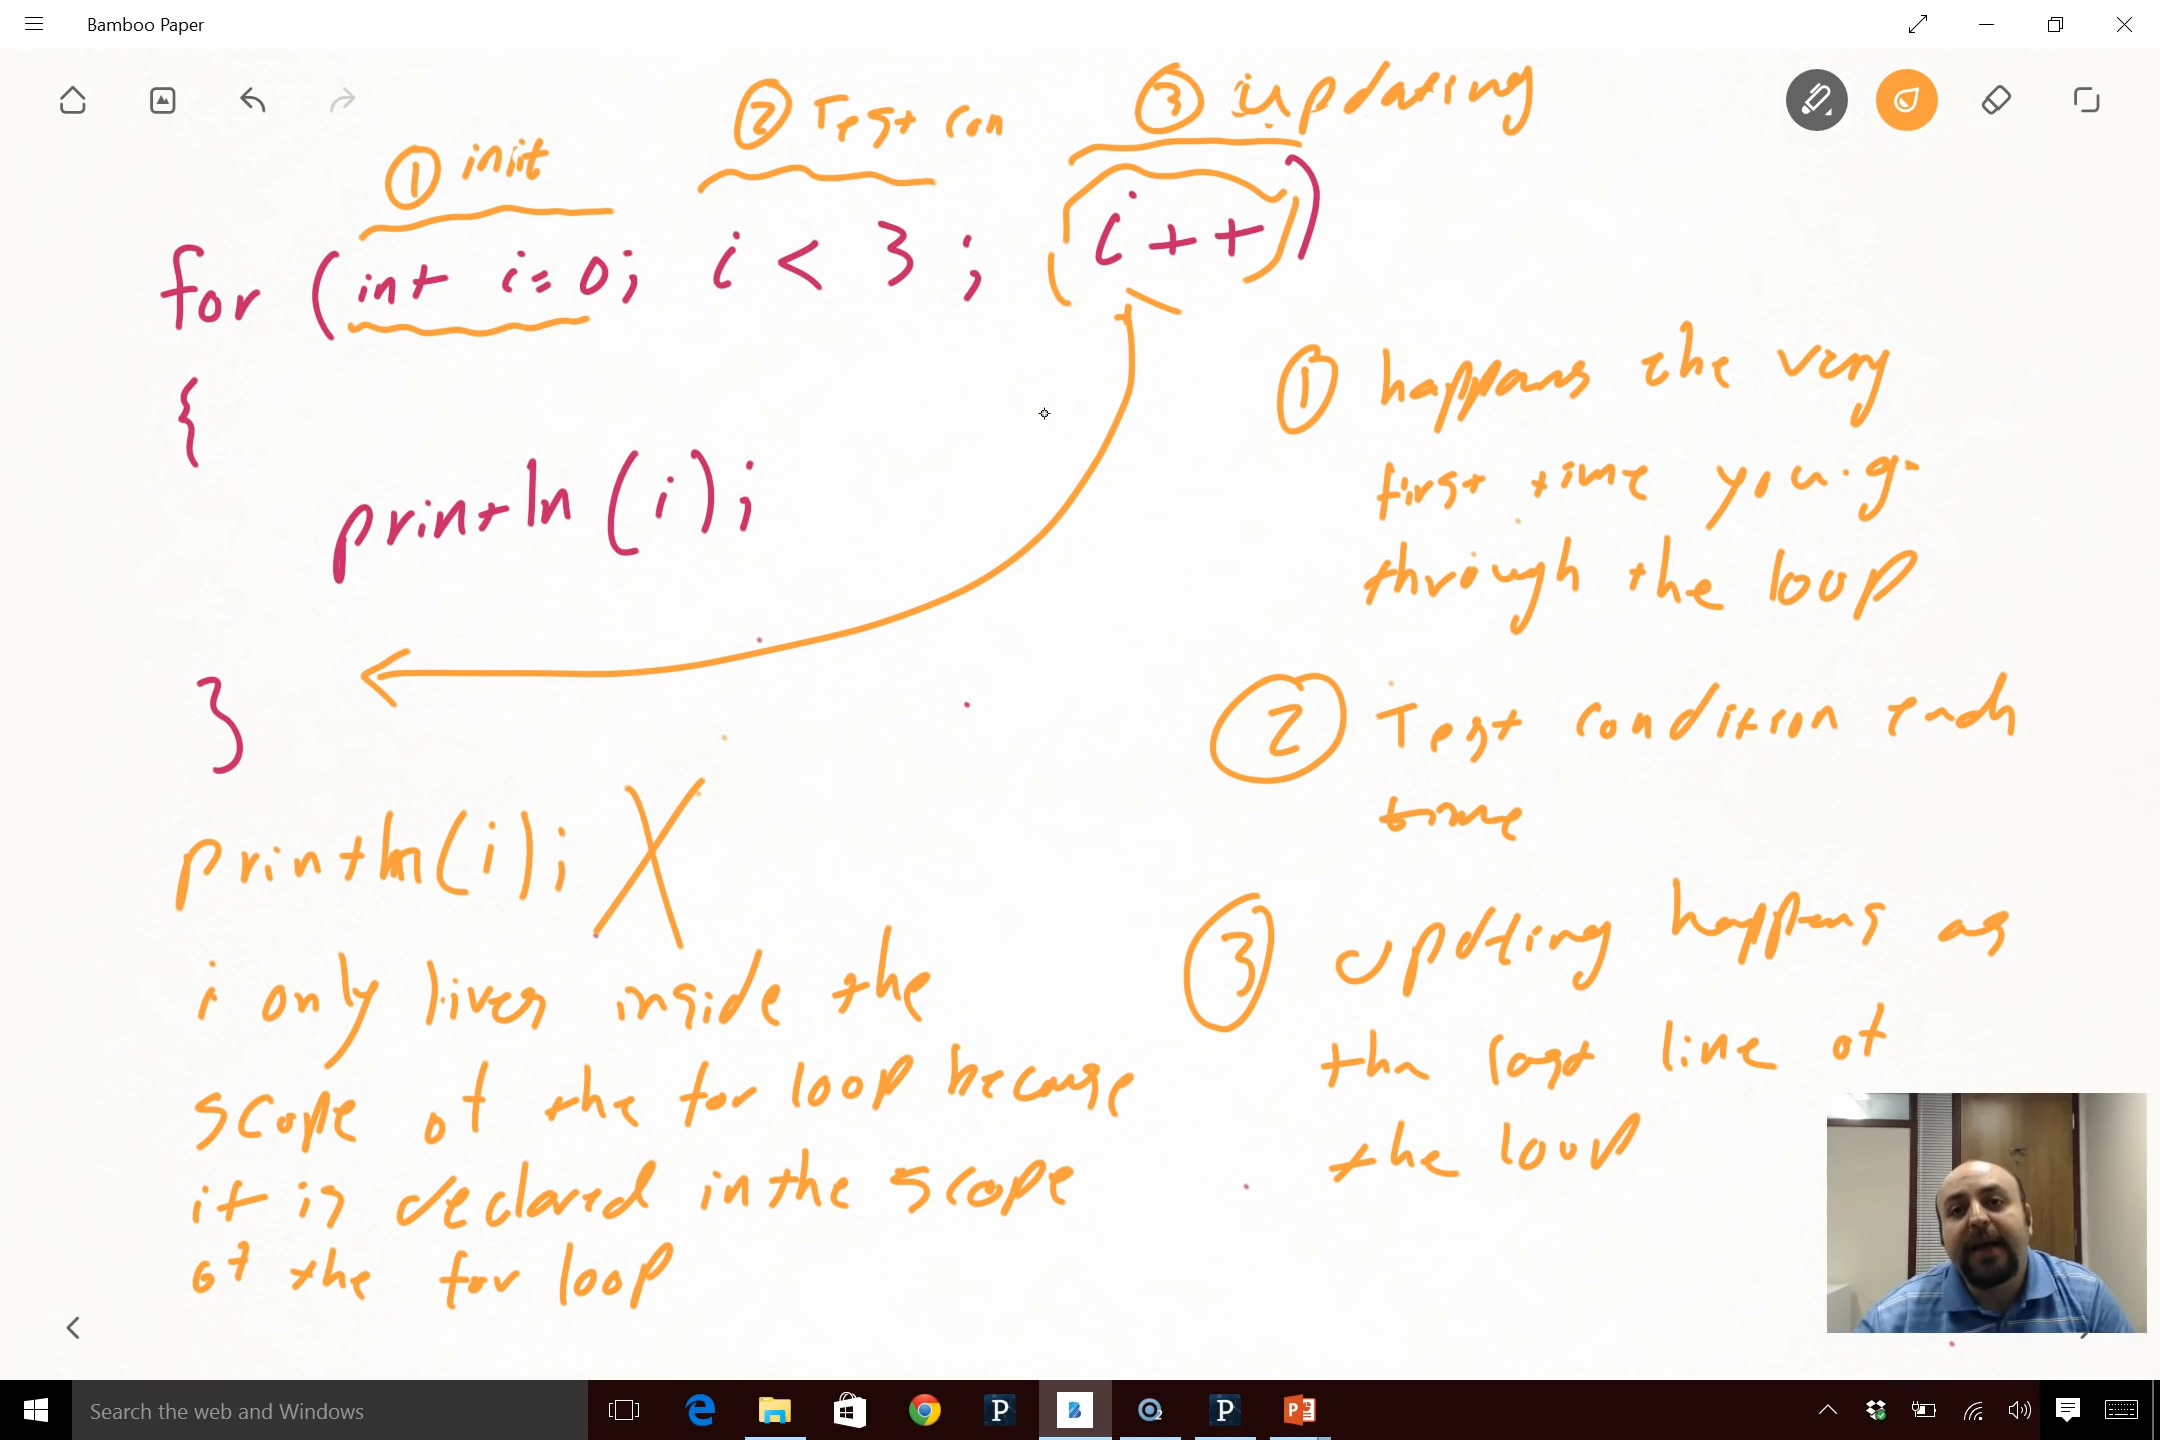 Bamboo Paper
① init
② Test con
③ updating
for (int i=0; i < 3 ; i++)
{
println(i);
}
println(i); X
i only lives inside the
scope of the for loop because
it is declared in the scope
of the for loop
① happens the very
first time you go
through the loop
② Test condition each
time
③ updting happens as
the last line of
the loop
Search the web and Windows